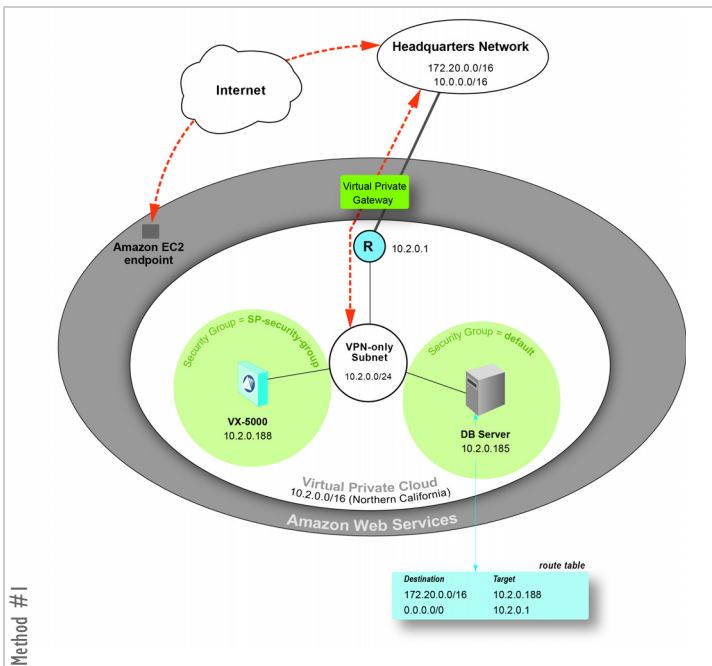 Headquarters Network
172.20.0.0/16
10.0.0.0/16
Internet
Virtual Private
Gateway
Amazon EC2
endpoint
R
10.2.0.1
Security Group = SP-security-group
VPN-only
Subnet
10.2.0.0/24
Security Group = default
VX-5000
10.2.0.188
DB Server
10.2.0.185
Virtual Private Cloud
10.2.0.0/16 (Northern California)
Amazon Web Services
route table
Destination Target
172.20.0.0/16 10.2.0.188
0.0.0.0/0 10.2.0.1
Method #1